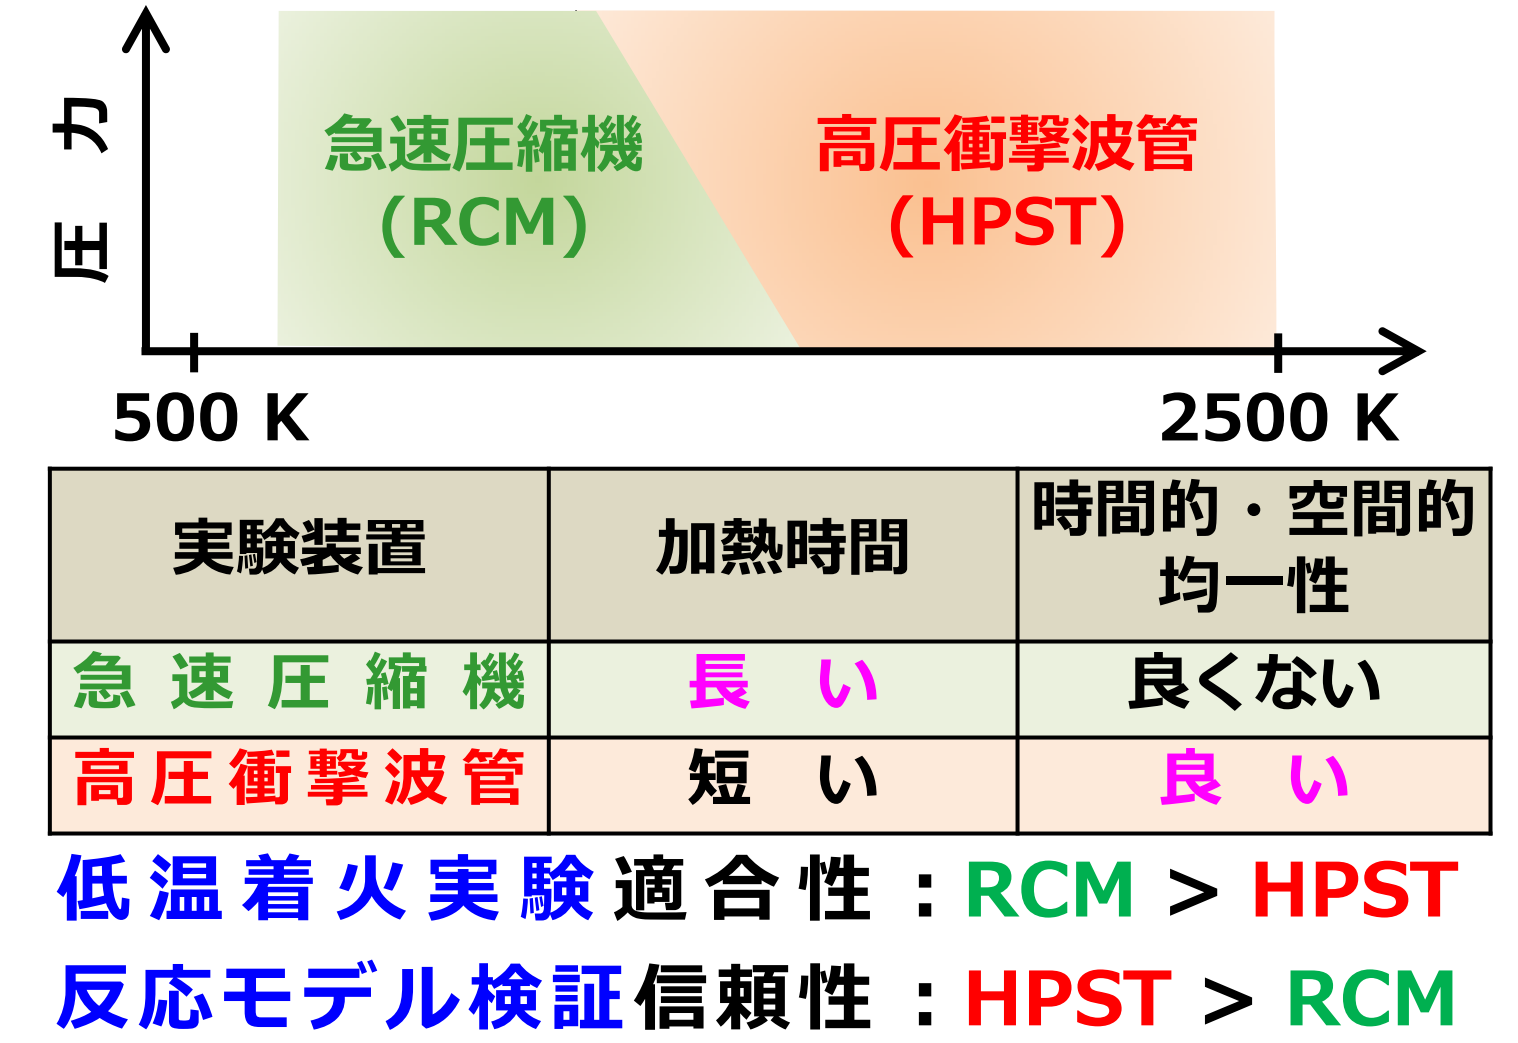 圧力
急速圧縮機
(RCM)
高圧衝撃波管
(HPST)
500 K
2500 K
実験装置
加熱時間
時間的・空間的
均一性
急速圧縮機
長い
良くない
高圧衝撃波管
短い
良い
低温着火実験適合性：RCM > HPST
反応モデル検証信頼性：HPST > RCM